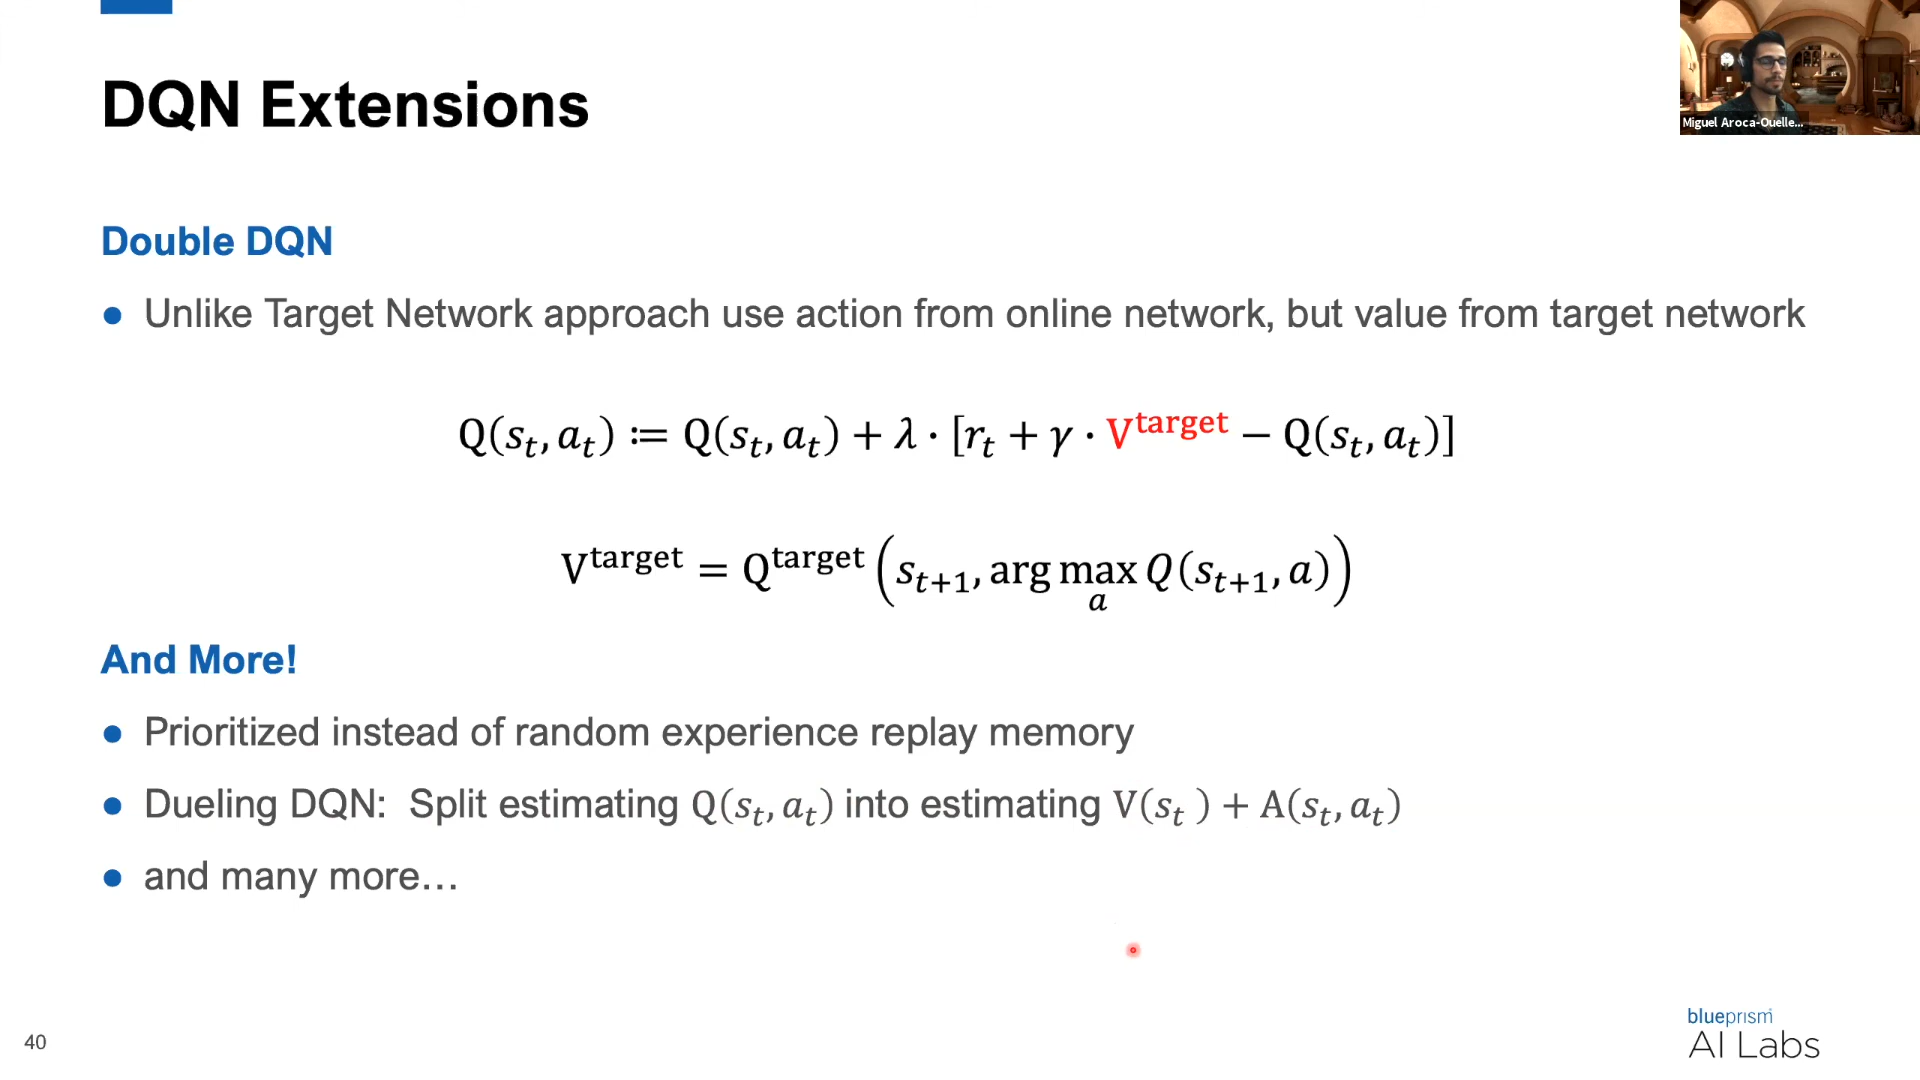 DQN Extensions
Miguel Aroca-Ouelle...
Double DQN
● Unlike Target Network approach use action from online network, but value from target network
Q(s_t, a_t) ≔ Q(s_t, a_t) + λ · [r_t + γ · V^target − Q(s_t, a_t)]
V^target = Q^target (s_{t+1}, arg max_a Q(s_{t+1}, a))
And More!
● Prioritized instead of random experience replay memory
● Dueling DQN: Split estimating Q(s_t, a_t) into estimating V(s_t ) + A(s_t, a_t)
● and many more…
40
blueprism
AI Labs